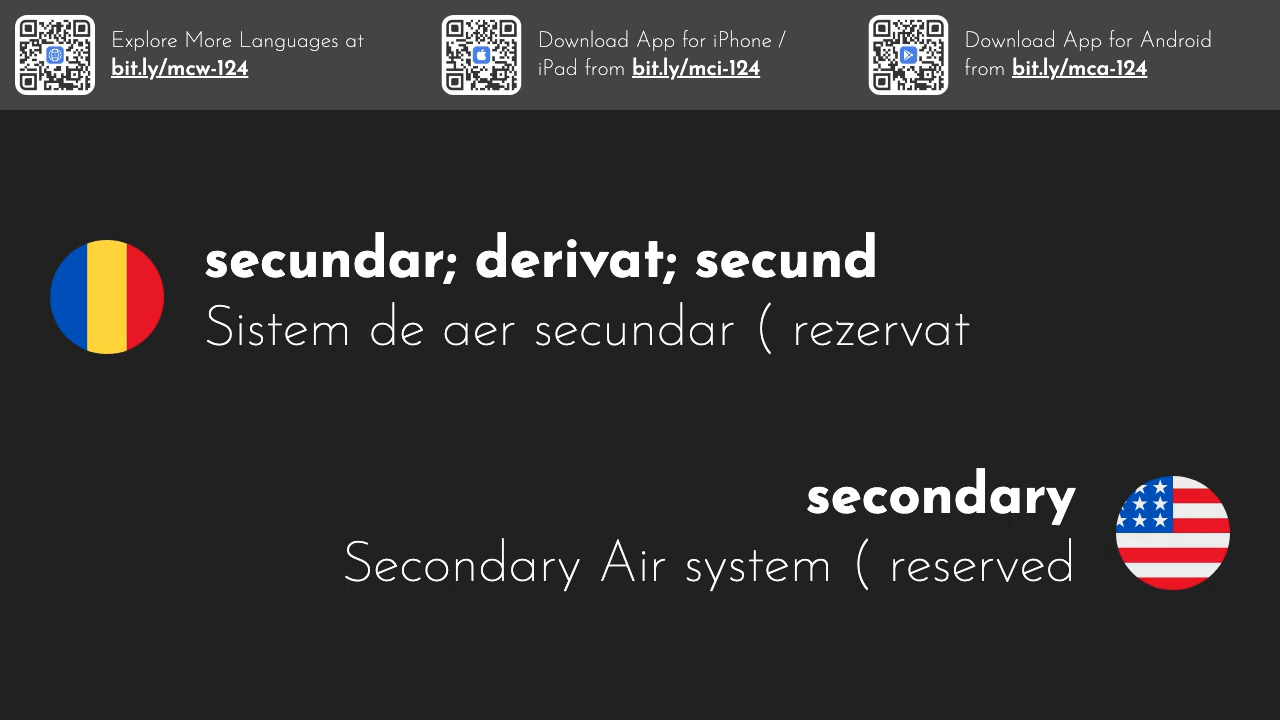 Explore More Languages at
bit.ly/mcw-124
Download App for iPhone /
iPad from bit.ly/mci-124
Download App for Android
from bit.ly/mca-124
secundar; derivat; secund
Sistem de aer secundar ( rezervat
secondary
Secondary Air system ( reserved